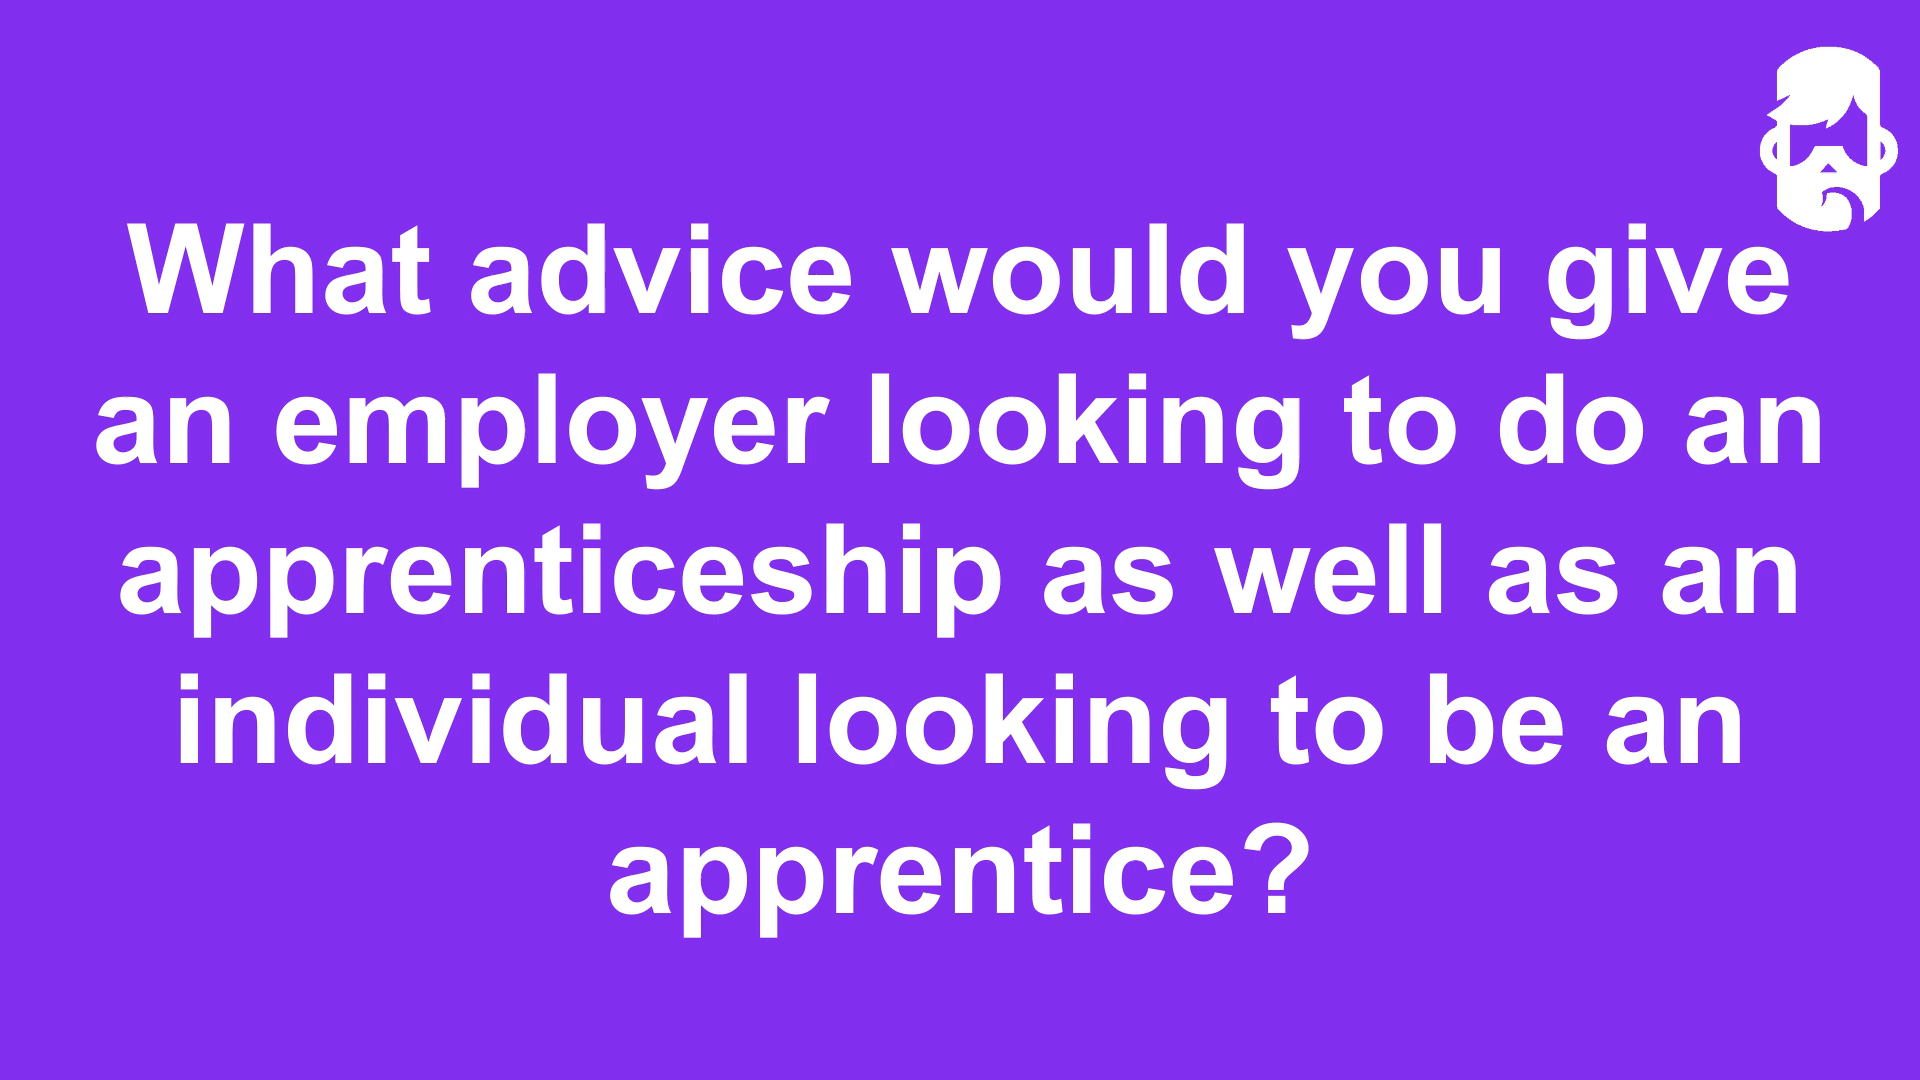 What advice would you give
an employer looking to do an
apprenticeship as well as an
individual looking to be an
apprentice?